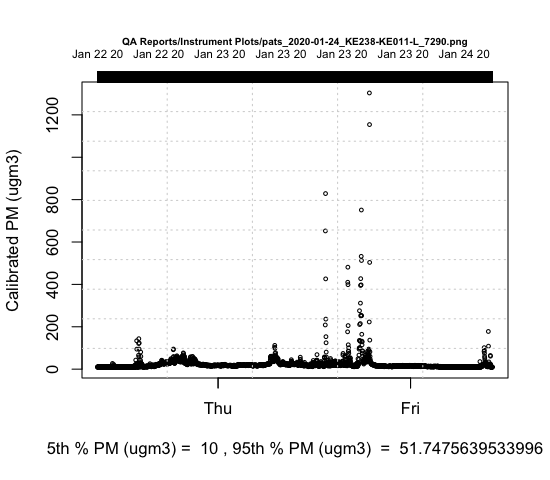 QA Reports/Instrument Plots/pats_2020-01-24_KE238-KE011-L_7290.png
Jan 22 20 Jan 22 20 Jan 23 20 Jan 23 20 Jan 23 20 Jan 23 20 Jan 24 20
Calibrated PM (ugm3)
1200
800
600
400
200
0
Thu Fri
5th % PM (ugm3) = 10 , 95th % PM (ugm3) = 51.7475639533996